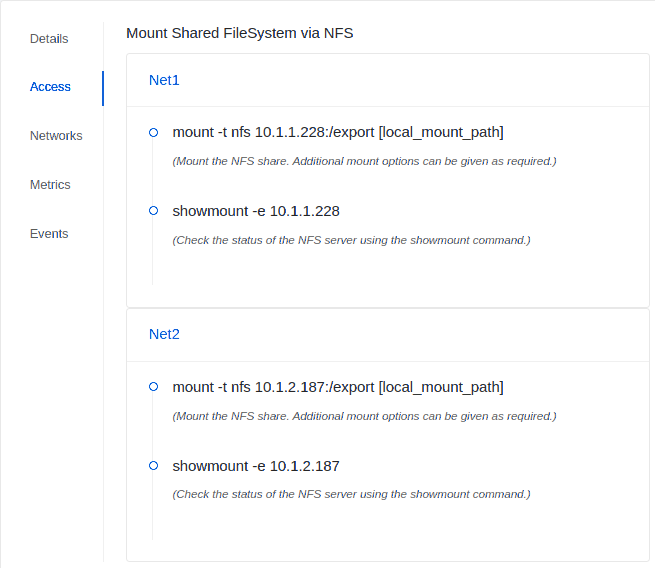 Details
Access
Networks
Metrics
Events
Mount Shared FileSystem via NFS
Net1
mount -t nfs 10.1.1.228:/export [local_mount_path]
(Mount the NFS share. Additional mount options can be given as required.)
showmount -e 10.1.1.228
(Check the status of the NFS server using the showmount command.)
Net2
mount -t nfs 10.1.2.187:/export [local_mount_path]
(Mount the NFS share. Additional mount options can be given as required.)
showmount -e 10.1.2.187
(Check the status of the NFS server using the showmount command.)